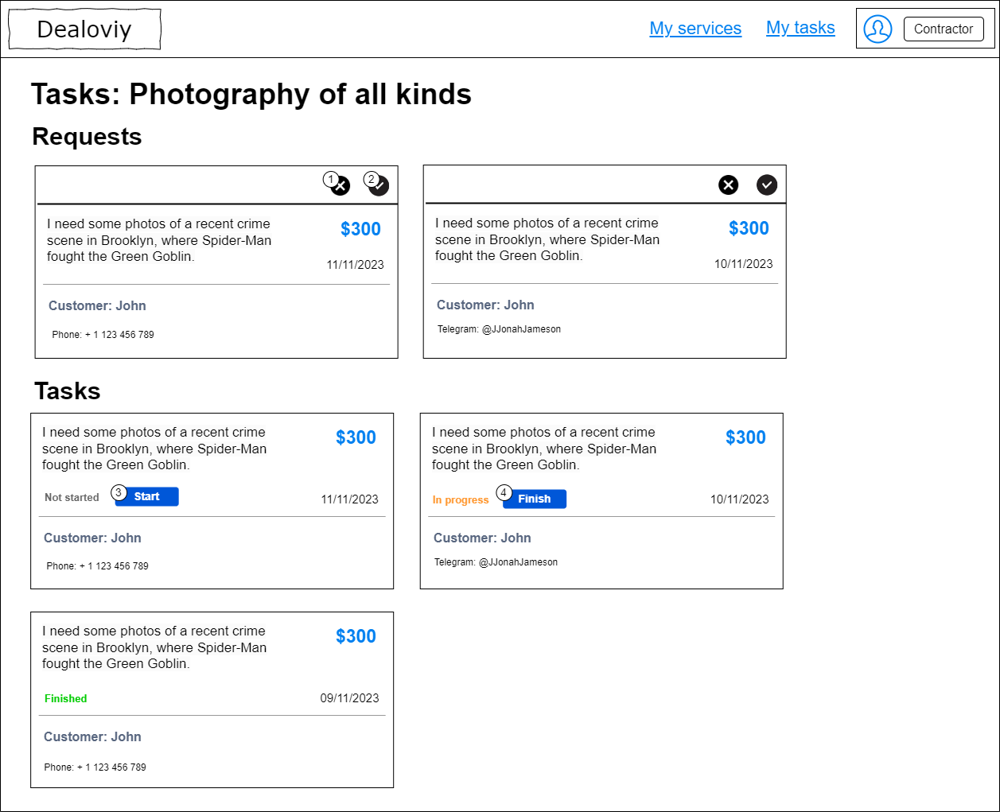 Dealoviy
My services
My tasks
Contractor
Tasks: Photography of all kinds
Requests
1
2
I need some photos of a recent crime
scene in Brooklyn, where Spider-Man
fought the Green Goblin.
$300
11/11/2023
Customer: John
Phone: + 1 123 456 789
I need some photos of a recent crime
scene in Brooklyn, where Spider-Man
fought the Green Goblin.
$300
10/11/2023
Customer: John
Telegram: @JJonahJameson
Tasks
I need some photos of a recent crime
scene in Brooklyn, where Spider-Man
fought the Green Goblin.
$300
Not started
3
Start
11/11/2023
Customer: John
Phone: + 1 123 456 789
I need some photos of a recent crime
scene in Brooklyn, where Spider-Man
fought the Green Goblin.
$300
In progress
4
Finish
10/11/2023
Customer: John
Telegram: @JJonahJameson
I need some photos of a recent crime
scene in Brooklyn, where Spider-Man
fought the Green Goblin.
$300
Finished
09/11/2023
Customer: John
Phone: + 1 123 456 789